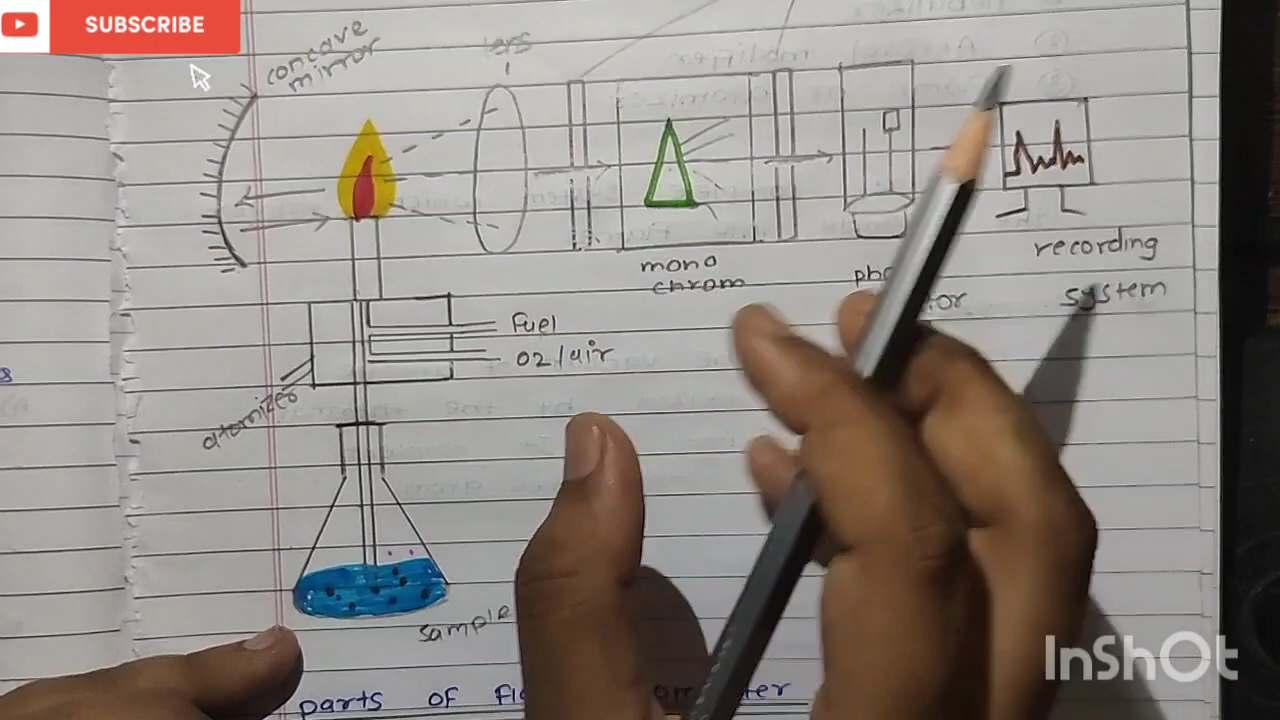 SUBSCRIBE
concave
mirror
lens
mono
chrom
recording
system
Fuel
O2/air
atomizer
sample
parts of
InShOt